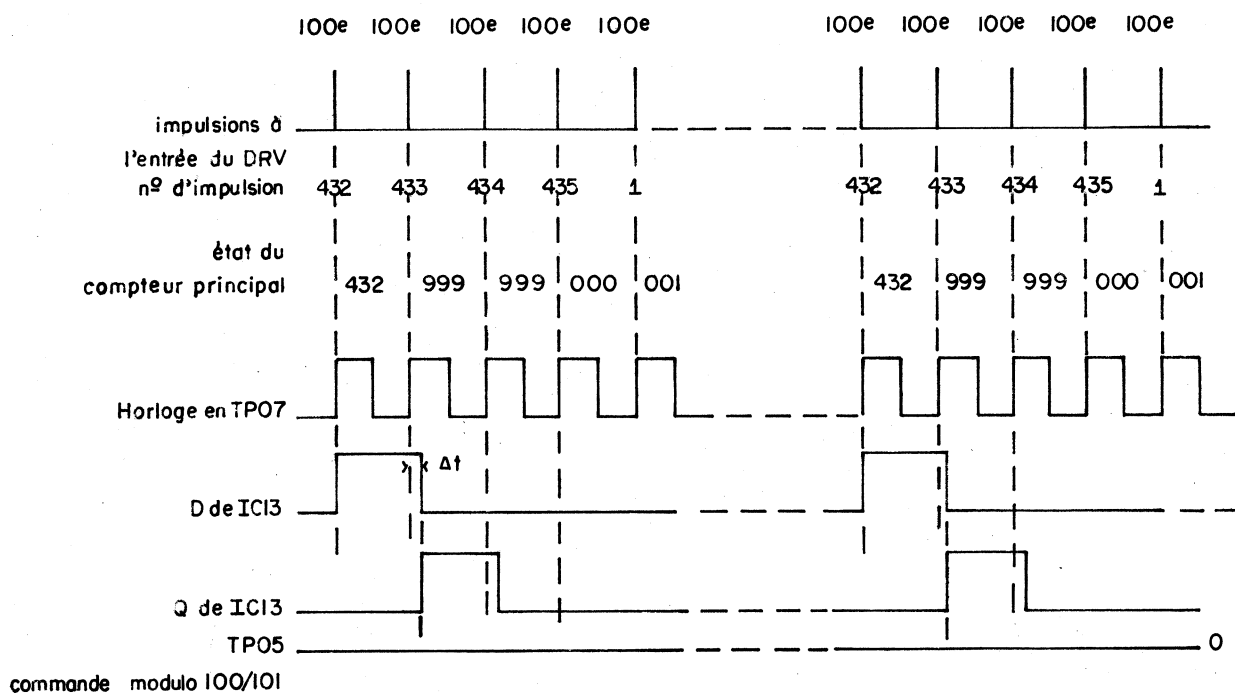 100e 100e 100e 100e 100e 100e 100e 100e 100e 100e
impulsions à
l'entrée du DRV
nº d'impulsion 432 433 434 435 1 432 433 434 435 1
état du
compteur principal 432 999 999 000 001 432 999 999 000 001
Horloge en TP07
Δt
D de IC13
Q de IC13
TP05 0
commande modulo 100/101